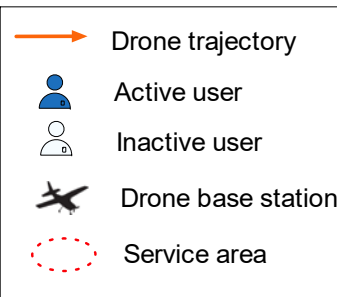 Drone trajectory
Active user
Inactive user
Drone base station
Service area